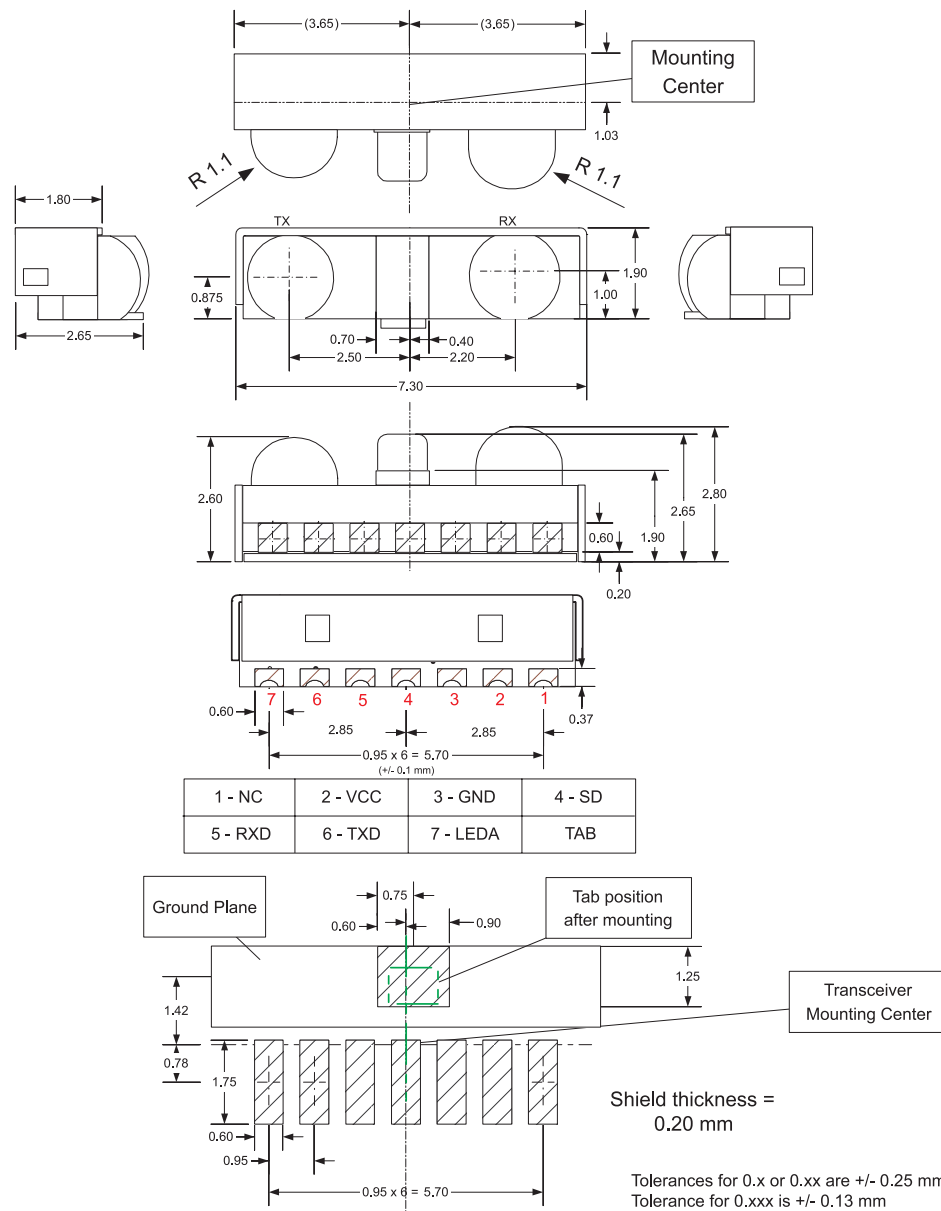 (3.65) (3.65)
Mounting
Center
1.03
R 1.1 R 1.1
1.80
TX RX
0.875
1.90
1.00
2.65
0.70 0.40
2.50 2.20
7.30
2.60
2.80
2.65
1.90
0.60
0.20
7 6 5 4 3 2 1
0.60
0.37
2.85 2.85
0.95 x 6 = 5.70
(+/- 0.1 mm)
1 - NC 2 - VCC 3 - GND 4 - SD
5 - RXD 6 - TXD 7 - LEDA TAB
0.75
Ground Plane
Tab position
after mounting
0.60 0.90
1.25
1.42
Transceiver
Mounting Center
0.78
1.75
Shield thickness =
0.20 mm
0.60
0.95
0.95 x 6 = 5.70
Tolerances for 0.x or 0.xx are +/- 0.25 mm
Tolerance for 0.xxx is +/- 0.13 mm